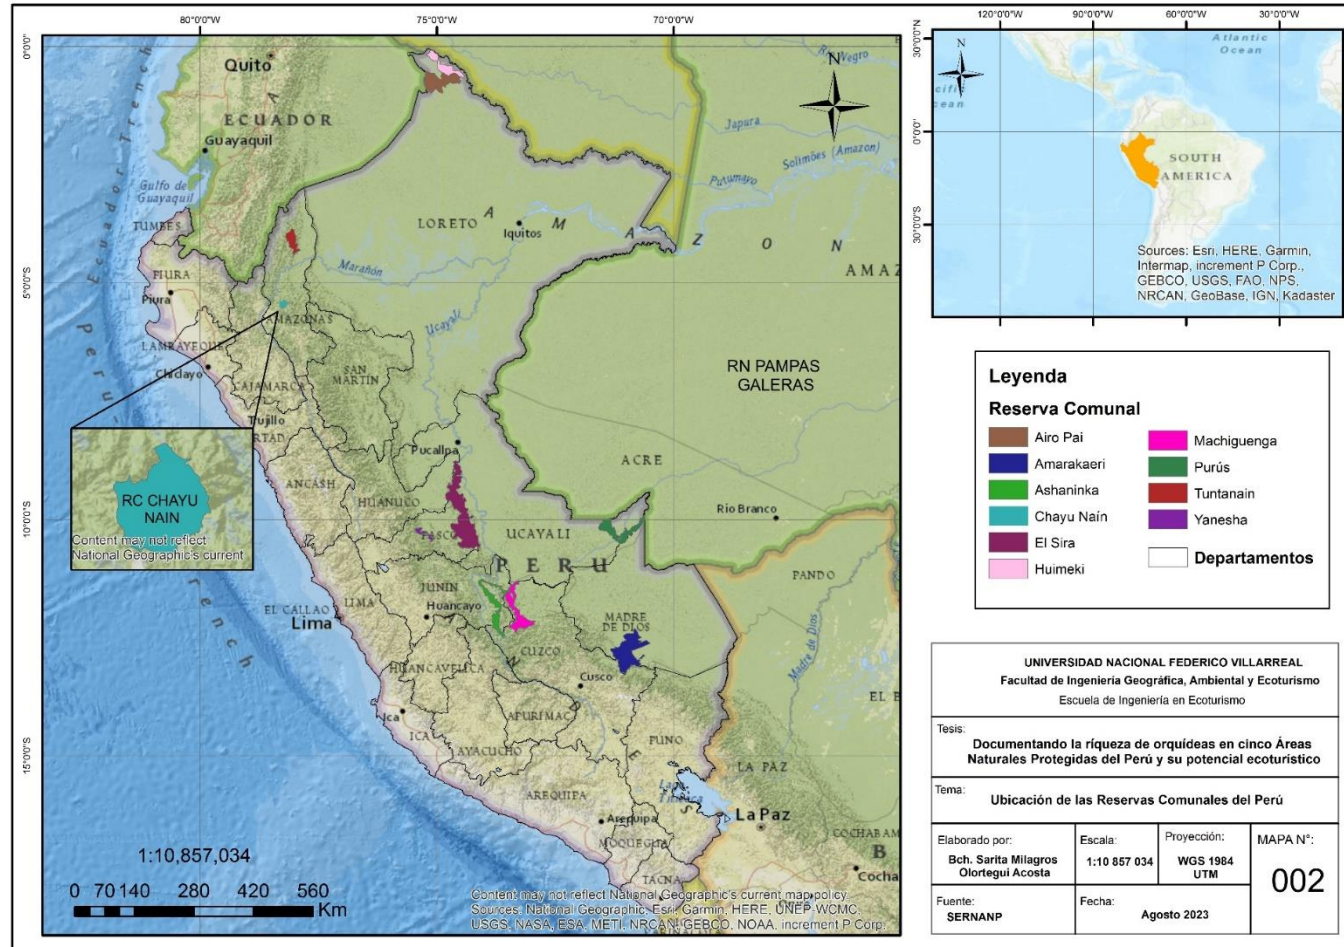 80°0'0"W
75°00'0"W
70°0'0"W
0°0'0"
5°0'0"S
10°0'0"S
15°0'0"S
N
Quito
ECUADOR
Guayaquil
Gulfo de
Guayaquil
Ecuador Trench
TUMBES
PIURA
Piura
LAMBAYEQUE
Chiclayo
CAJAMARCA
Trujillo
AMAZONAS
SAN
MARTIN
LORETO
Iquitos
Marañón
Ucayali
AMAZON
AMAZ
Japura
Solimões (Amazon)
Putumayo
Negro
RN PAMPAS
GALERAS
ACRE
Rio Branco
Pucallpa
ANCASH
HUANUCO
PASCO
UCAYALI
PERU
JUNIN
Huancayo
EL CALLAO
LIMA
Lima
HUANCAVELICA
CUZCO
Cusco
MADRE
DE DIOS
Madre de Dios
PANDO
EL B
Ica
ICA
APURIMAC
AYACUCHO
PUNO
LA PAZ
La Paz
AREQUIPA
Arequipa
MOQUEGUA
TACNA
COCHABAM
B
Cocha
RC CHAYU
NAIN
Content may not reflect
National Geographic's current
1:10,857,034
0 70 140 280 420 560
Km
Content may not reflect National Geographic's current map policy.
Sources: National Geographic, Esri, Garmin, HERE, UNEP-WCMC,
USGS, NASA, ESA, METI, NRCAN, GEBCO, NOAA, increment P Corp.
120°0'0"W
90°0'0"W
60°0'0"W
30°0'0"W
30°0'0"N
0°0'0"
30°0'0"S
N
Atlantic
Ocean
SOUTH
AMERICA
Sources: Esri, HERE, Garmin,
Intermap, increment P Corp.,
GEBCO, USGS, FAO, NPS,
NRCAN, GeoBase, IGN, Kadaster
Leyenda
Reserva Comunal
Airo Pai
Amarakaeri
Ashaninka
Chayu Naín
El Sira
Huimeki
Machiguenga
Purús
Tuntanain
Yanesha
Departamentos
UNIVERSIDAD NACIONAL FEDERICO VILLARREAL
Facultad de Ingeniería Geográfica, Ambiental y Ecoturismo
Escuela de Ingeniería en Ecoturismo
Tesis:
Documentando la ríqueza de orquídeas en cinco Áreas
Naturales Protegidas del Perú y su potencial ecoturístico
Tema:
Ubicación de las Reservas Comunales del Perú
Elaborado por:
Bch. Sarita Milagros
Olortegui Acosta
Escala:
1:10 857 034
Proyección:
WGS 1984
UTM
MAPA N°:
002
Fuente:
SERNANP
Fecha:
Agosto 2023